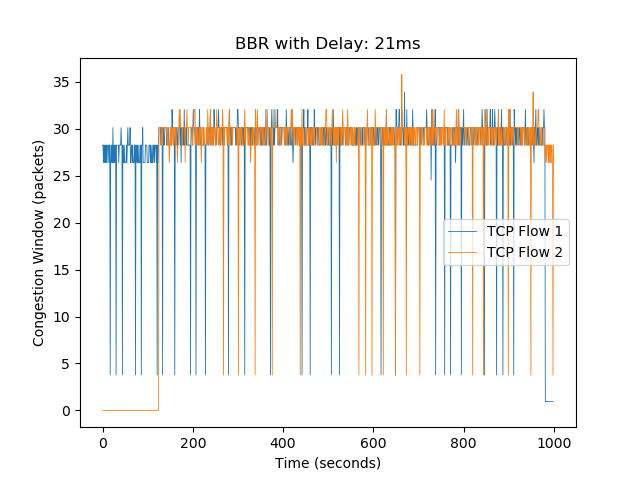 BBR with Delay: 21ms
Congestion Window (packets)
35
30
25
20
15
10
5
0
TCP Flow 1
TCP Flow 2
0 200 400 600 800 1000
Time (seconds)